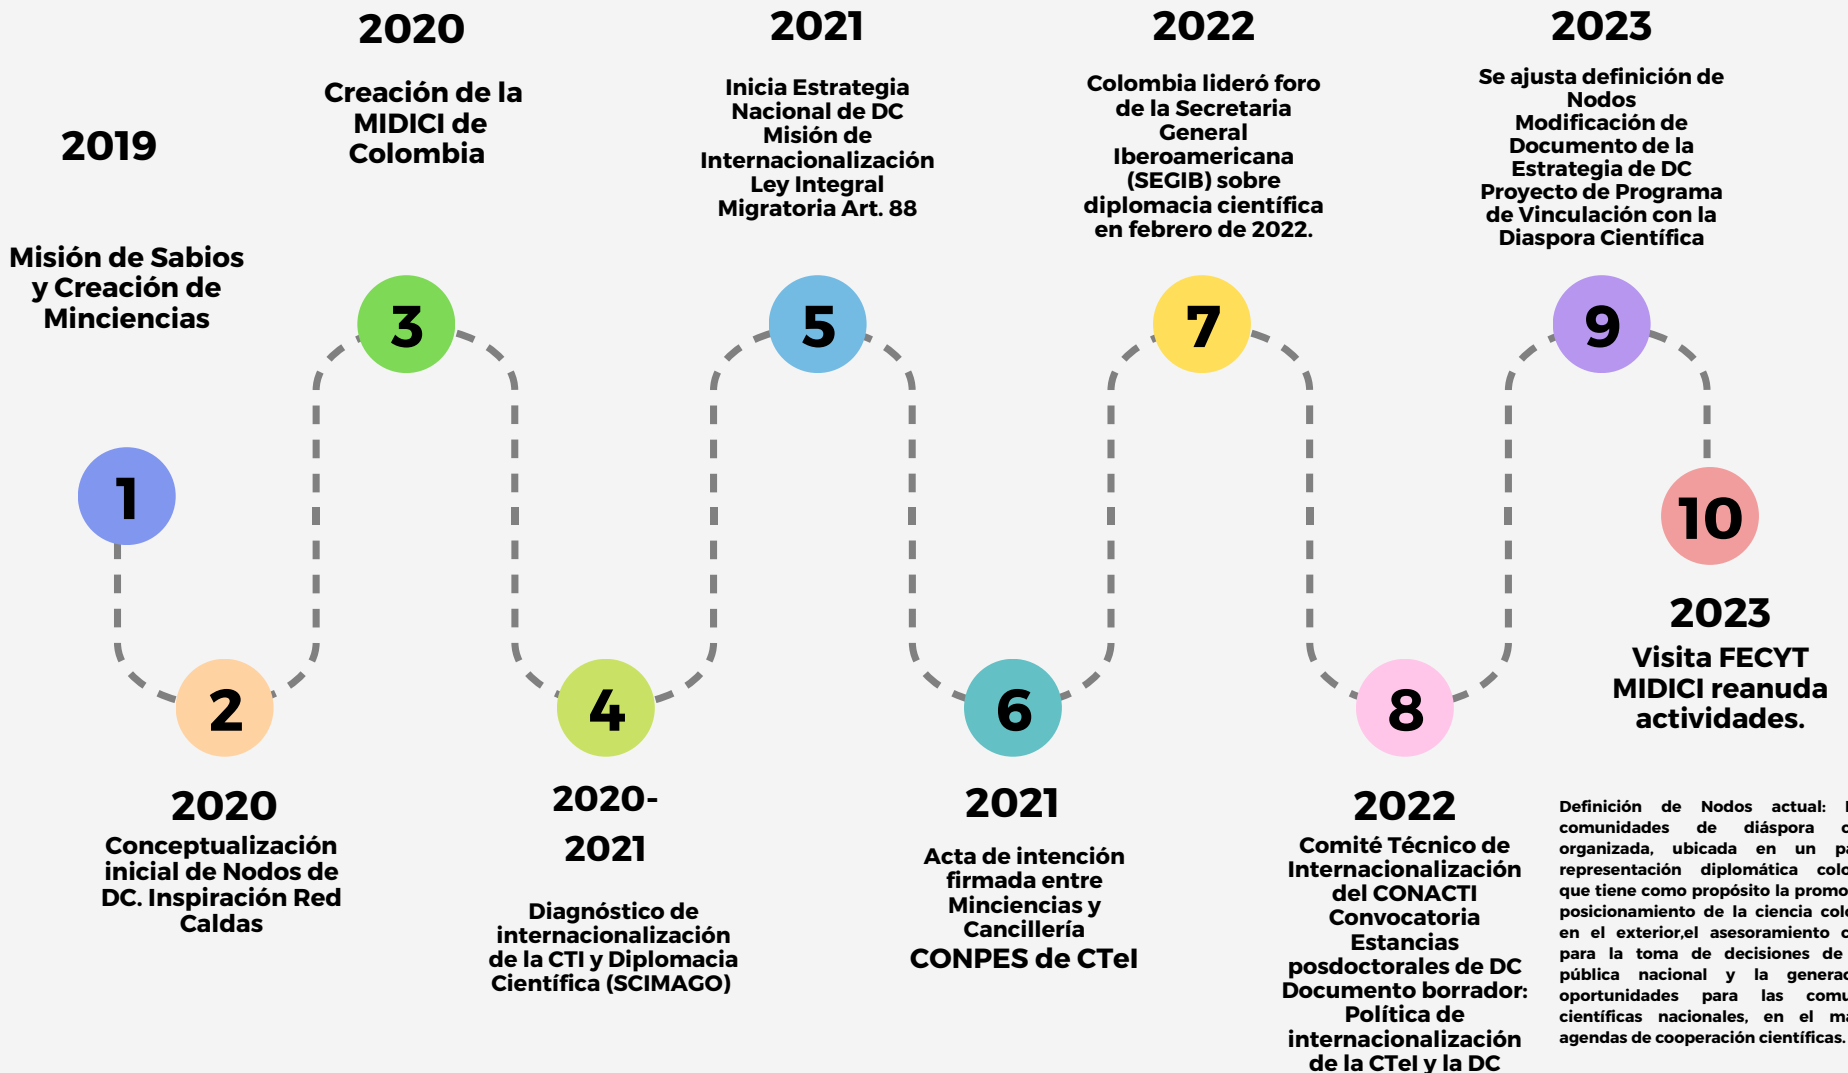 2019
Misión de Sabios
y Creación de
Minciencias
1
2
2020
Conceptualización
inicial de Nodos de
DC. Inspiración Red
Caldas
2020
Creación de la
MIDICI de
Colombia
3
4
2020-
2021
Diagnóstico de
internacionalización
de la CTI y Diplomacia
Científica (SCIMAGO)
2021
Inicia Estrategia
Nacional de DC
Misión de
Internacionalización
Ley Integral
Migratoria Art. 88
5
6
2021
Acta de intención
firmada entre
Minciencias y
Cancillería
CONPES de CTeI
2022
Colombia lideró foro
de la Secretaria
General
Iberoamericana
(SEGIB) sobre
diplomacia científica
en febrero de 2022.
7
8
2022
Comité Técnico de
Internacionalización
del CONACTI
Convocatoria
Estancias
posdoctorales de DC
Documento borrador:
Política de
internacionalización
de la CTeI y la DC
2023
Se ajusta definición de
Nodos
Modificación de
Documento de la
Estrategia de DC
Proyecto de Programa
de Vinculación con la
Diaspora Científica
9
10
2023
Visita FECYT
MIDICI reanuda
actividades.
Definición de Nodos actual:
comunidades de diáspora
organizada, ubicada en un
representación diplomática
que tiene como propósito la
posicionamiento de la ciencia
en el exterior,el asesoramiento
para la toma de decisiones de
pública nacional y la
oportunidades para las
científicas nacionales, en el
agendas de cooperación científicas.